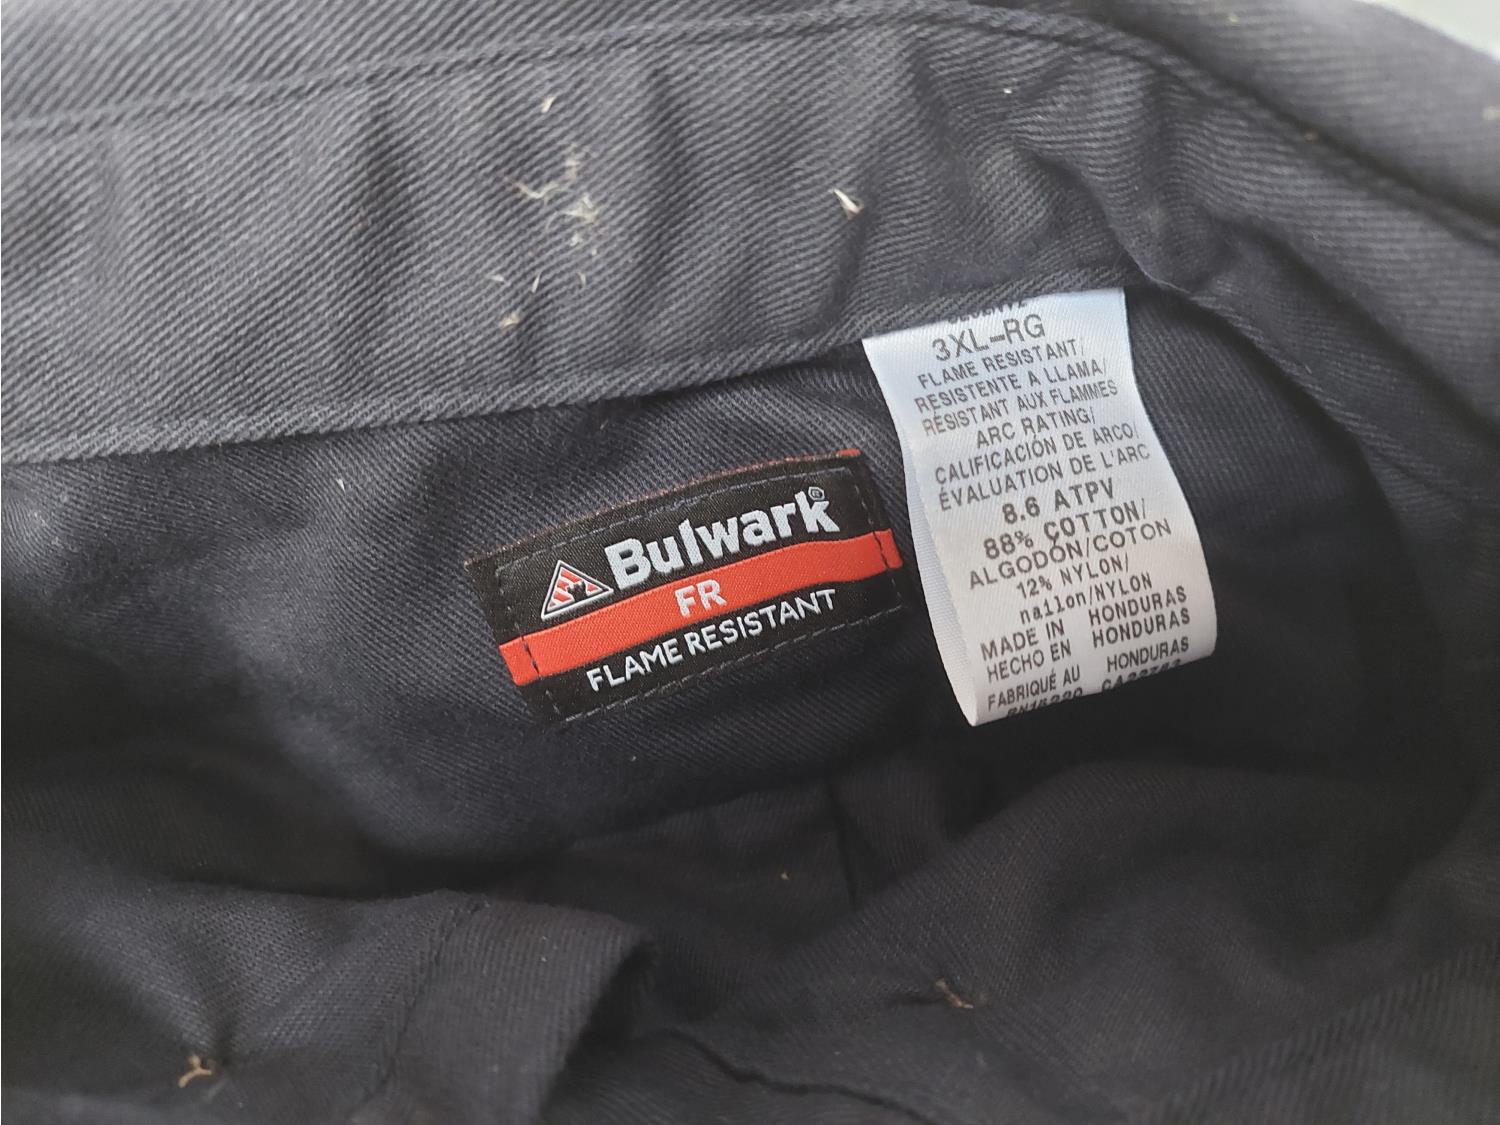 Bulwark®
FR
FLAME RESISTANT
3XL-RG
FLAME RESISTANT/
RESISTENTE A LLAMA/
RÉSISTANT AUX FLAMMES
ARC RATING/
CALIFICACIÓN DE ARCO/
ÉVALUATION DE L'ARC
8.6 ATPV
88% COTTON/
ALGODÓN/COTON
12% NYLON/
nailon/NYLON
MADE IN HONDURAS
HECHO EN HONDURAS
FABRIQUÉ AU HONDURAS